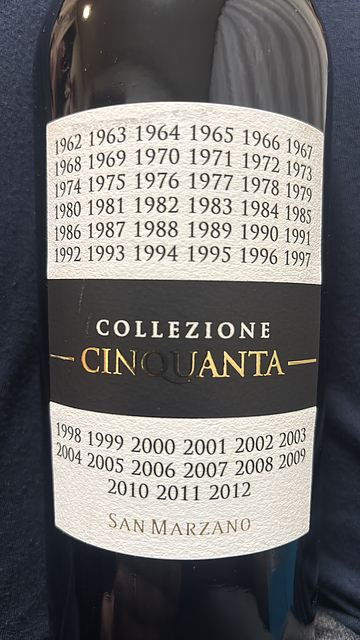 1962 1963 1964 1965 1966 1967
1968 1969 1970 1971 1972 1973
1974 1975 1976 1977 1978 1979
1980 1981 1982 1983 1984 1985
1986 1987 1988 1989 1990 1991
1992 1993 1994 1995 1996 1997
COLLEZIONE
CINQUANTA
1998 1999 2000 2001 2002 2003
2004 2005 2006 2007 2008 2009
2010 2011 2012
SAN MARZANO